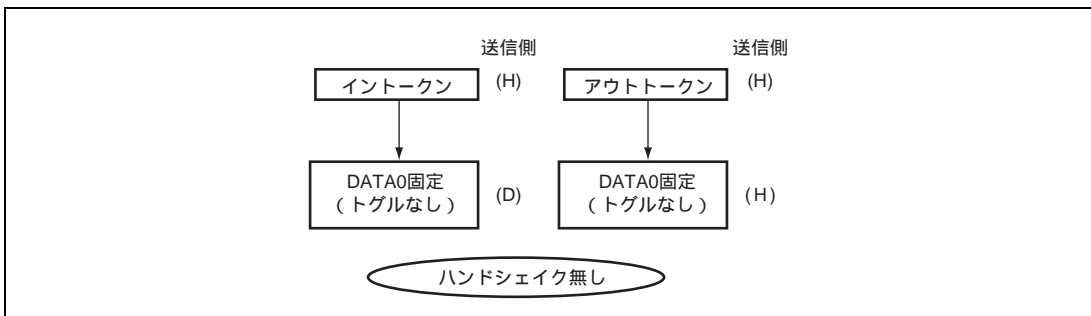 送信側 送信側
イントークン (H) アウトトークン (H)
DATA0固定 DATA0固定
(トグルなし) (D) (トグルなし) (H)
ハンドシェイク無し